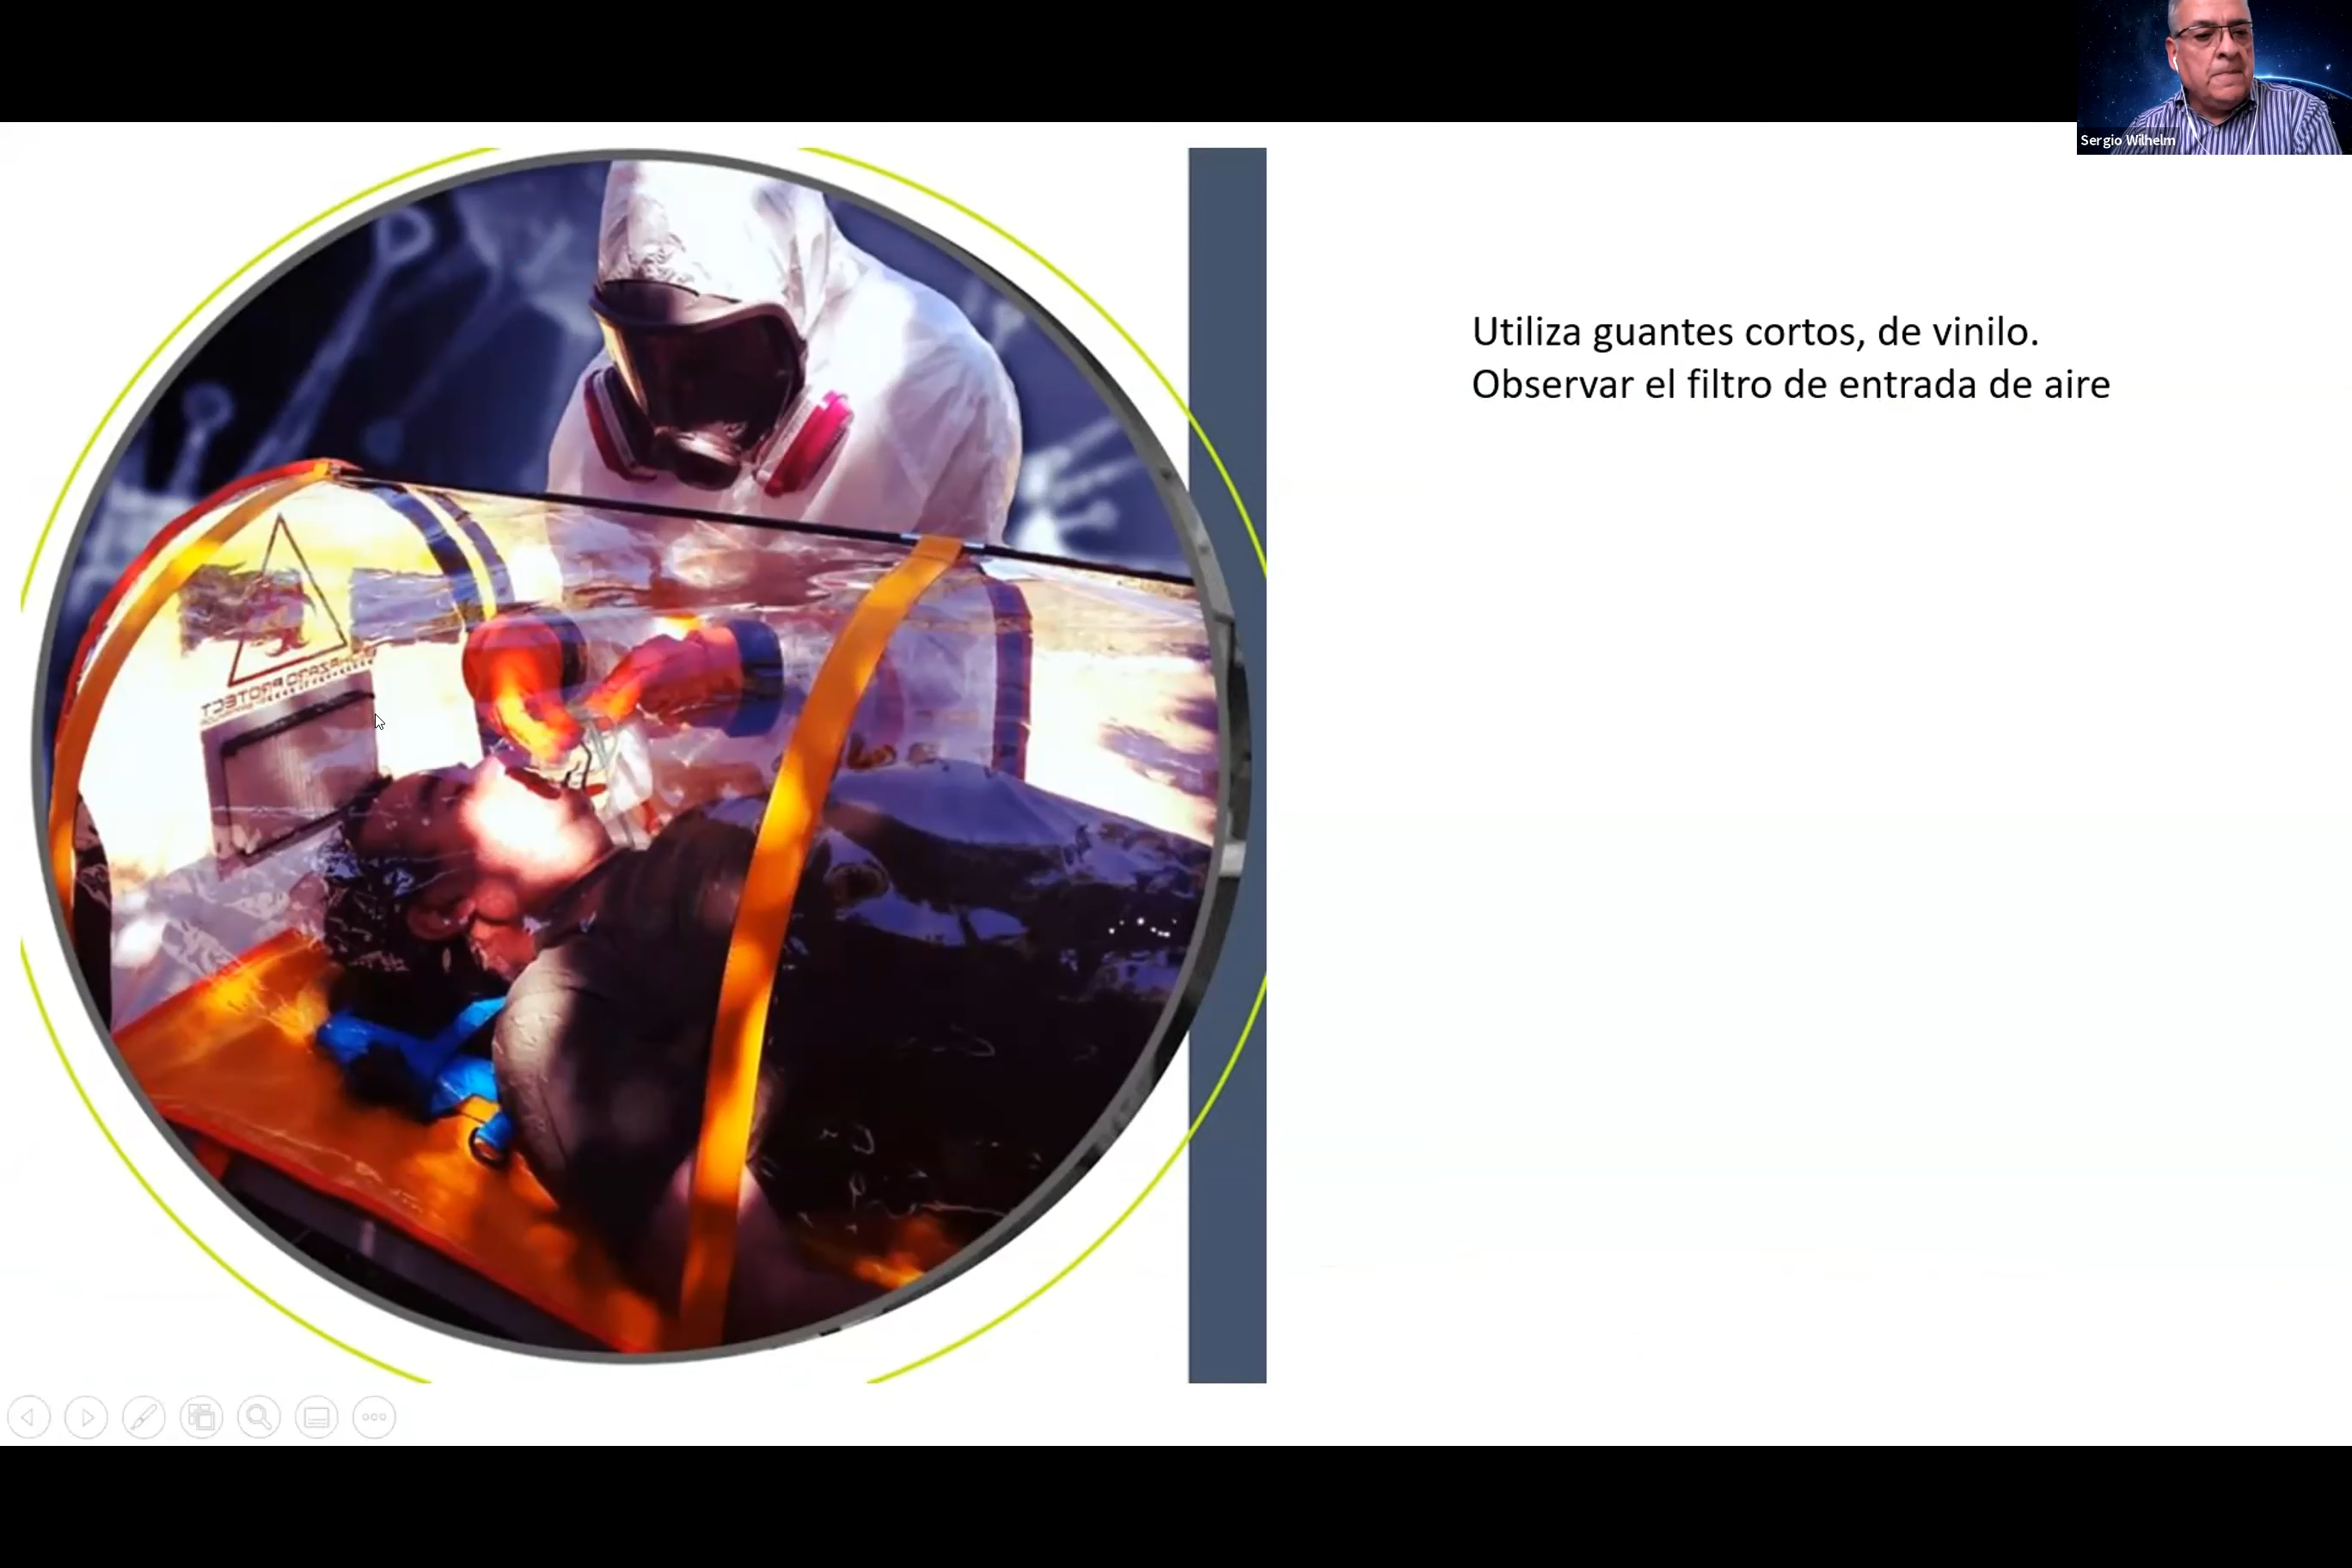 Sergio Wilhelm
Utiliza guantes cortos, de vinilo.
Observar el filtro de entrada de aire